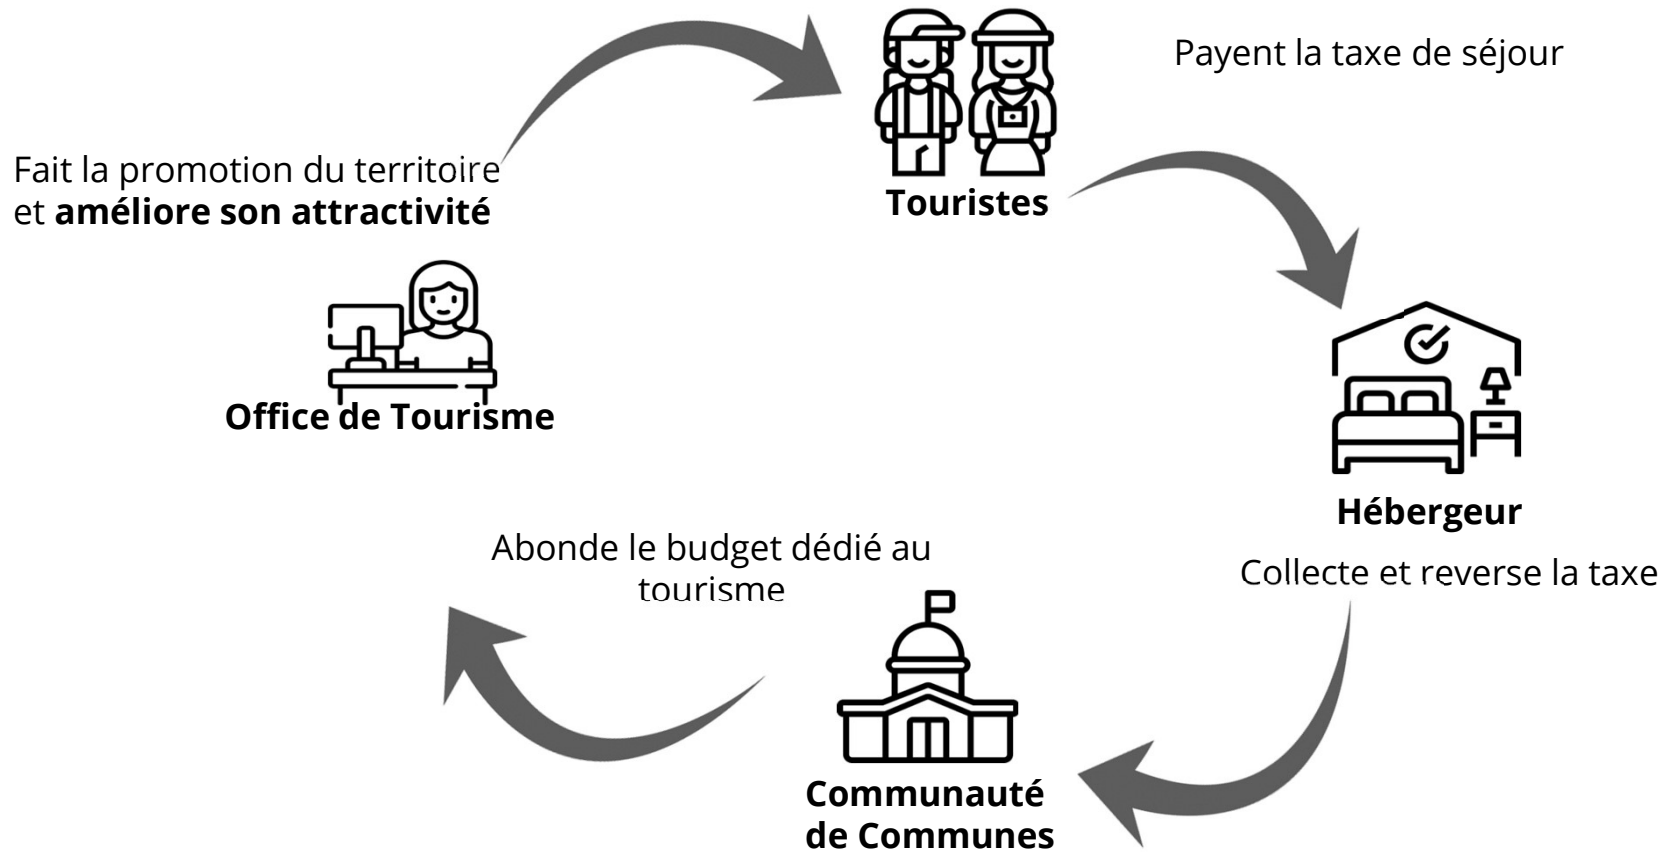 Payent la taxe de séjour
Fait la promotion du territoire
et améliore son attractivité
Touristes
Office de Tourisme
Hébergeur
Abonde le budget dédié au
tourisme
Collecte et reverse la taxe
Communauté
de Communes